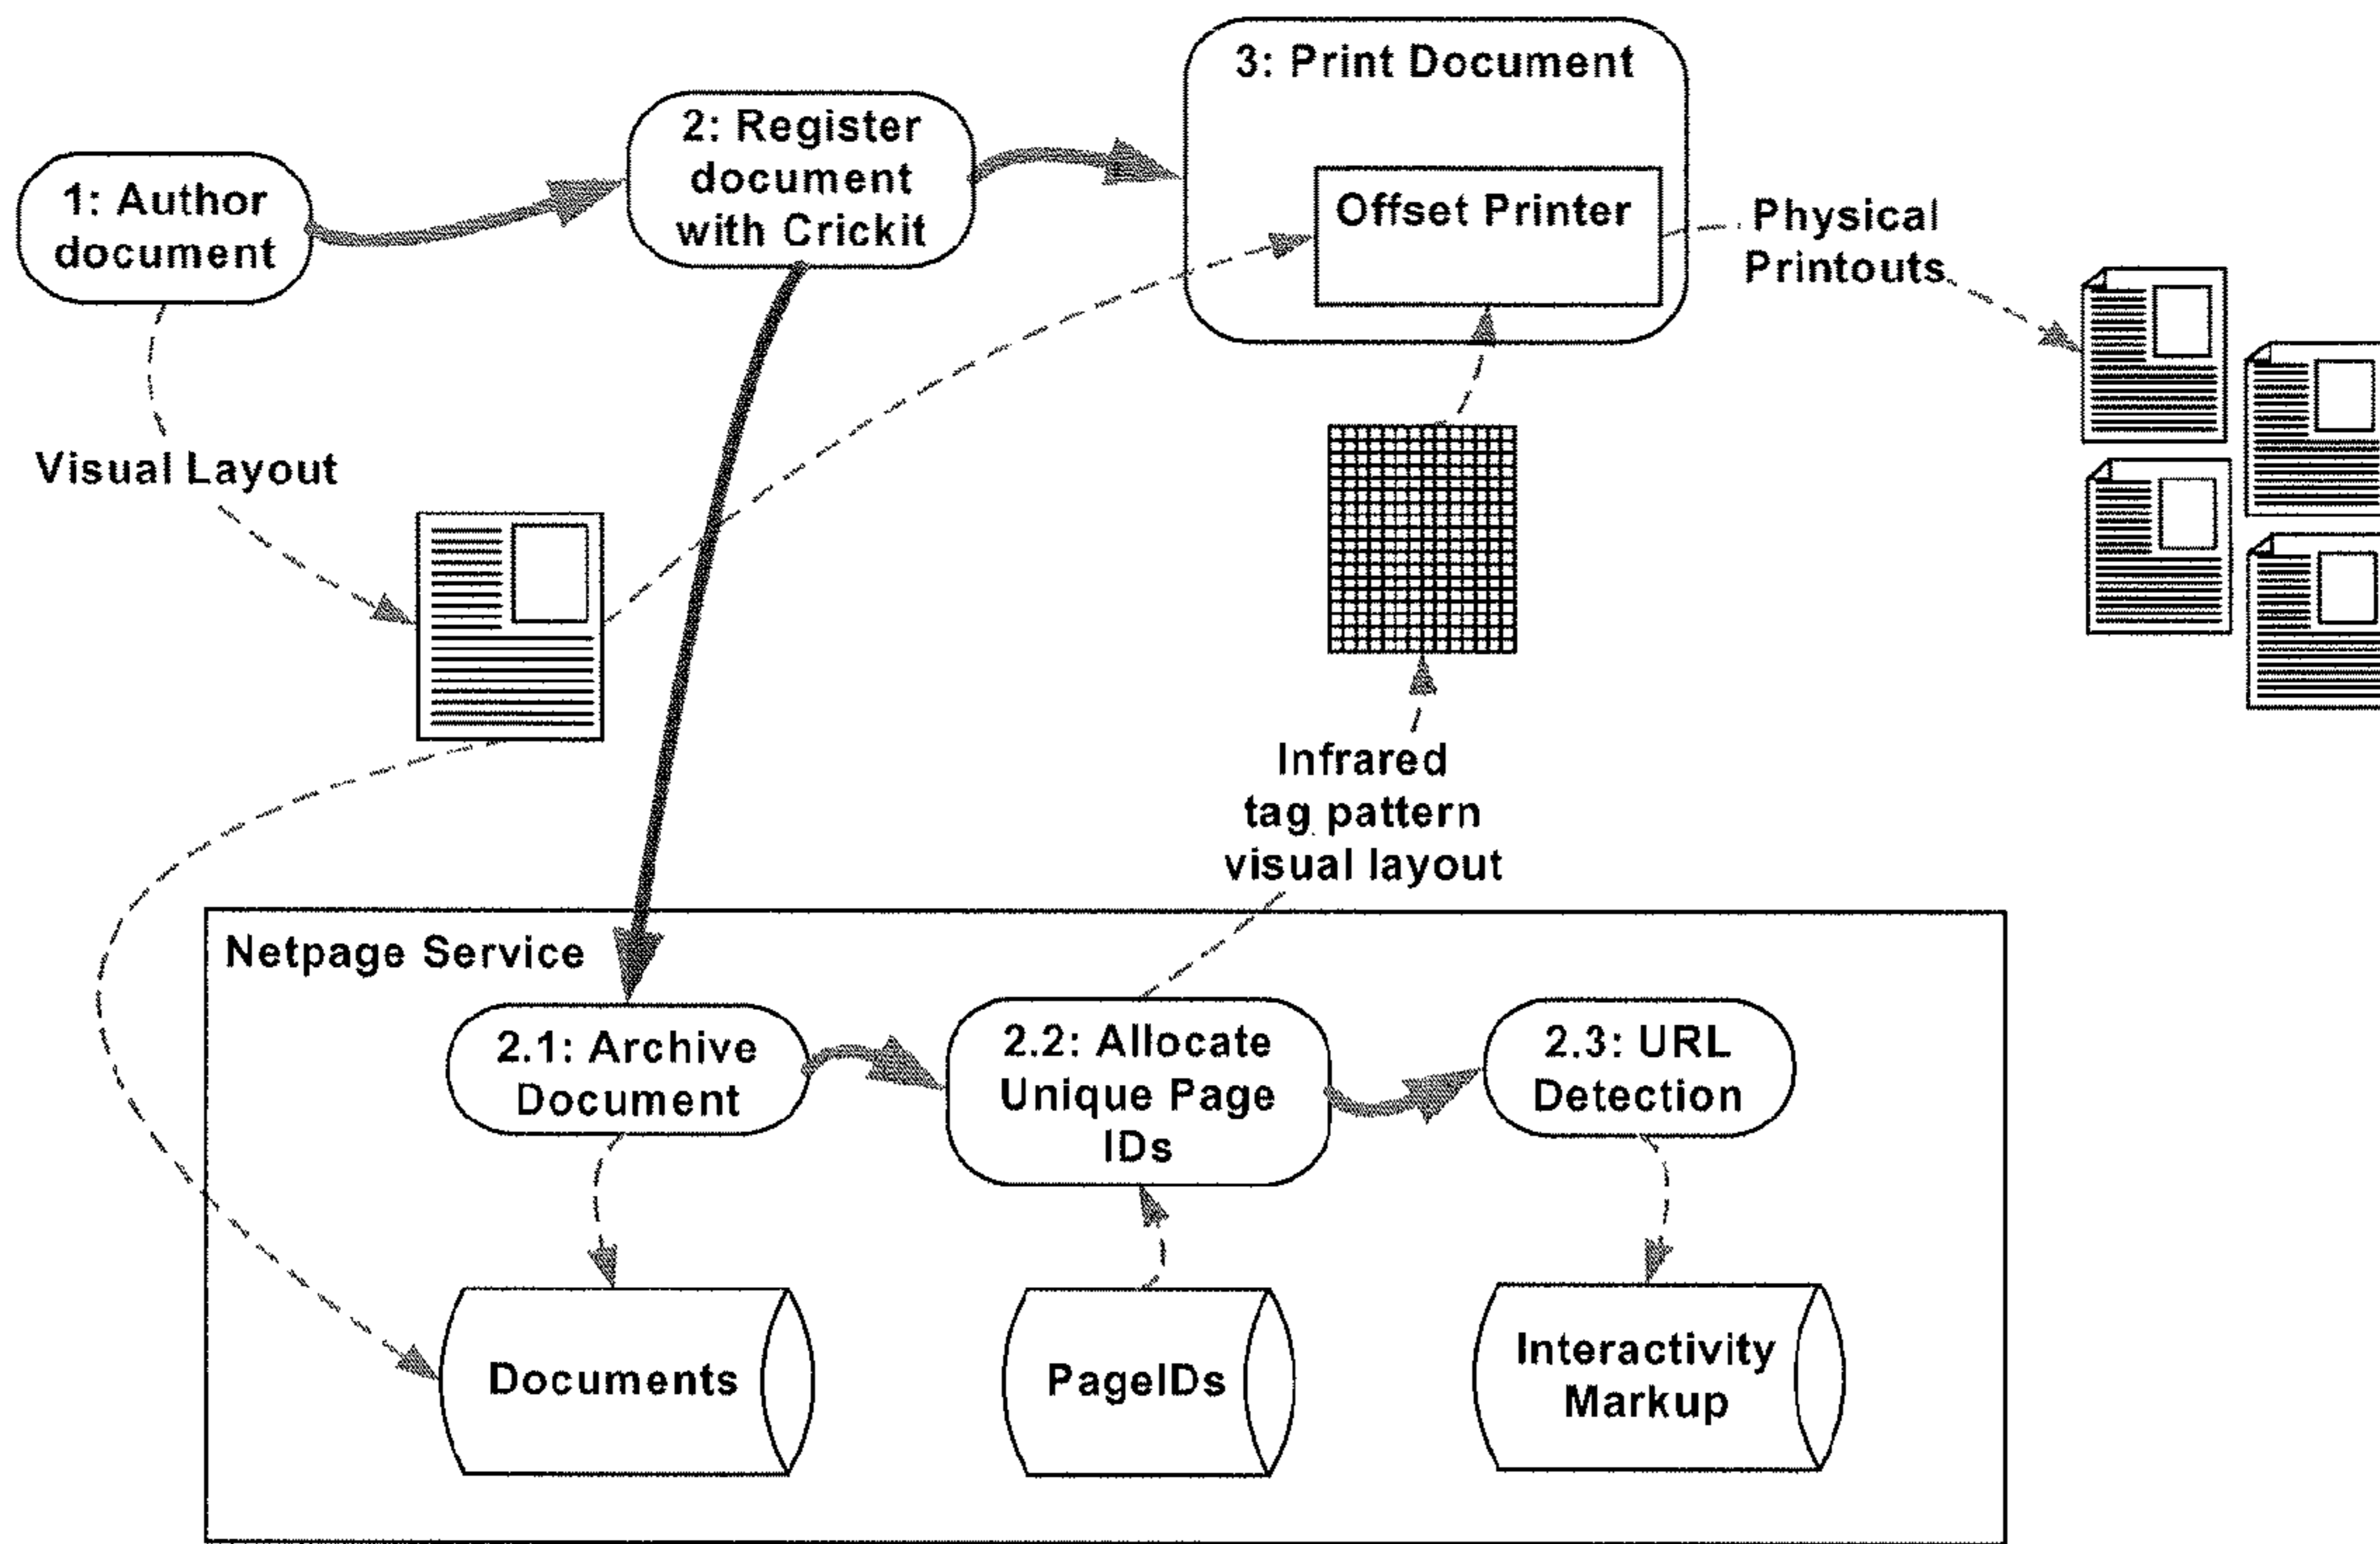 3: Print Document
2: Register
document
with Crickit
1: Author
document
Offset Printer
Physical
Printouts
Visual Layout
Infrared
tag pattern
visual layout
Netpage Service
2.1: Archive
Document
2.2: Allocate
Unique Page
IDs
2.3: URL
Detection
Documents
PageIDs
Interactivity
Markup